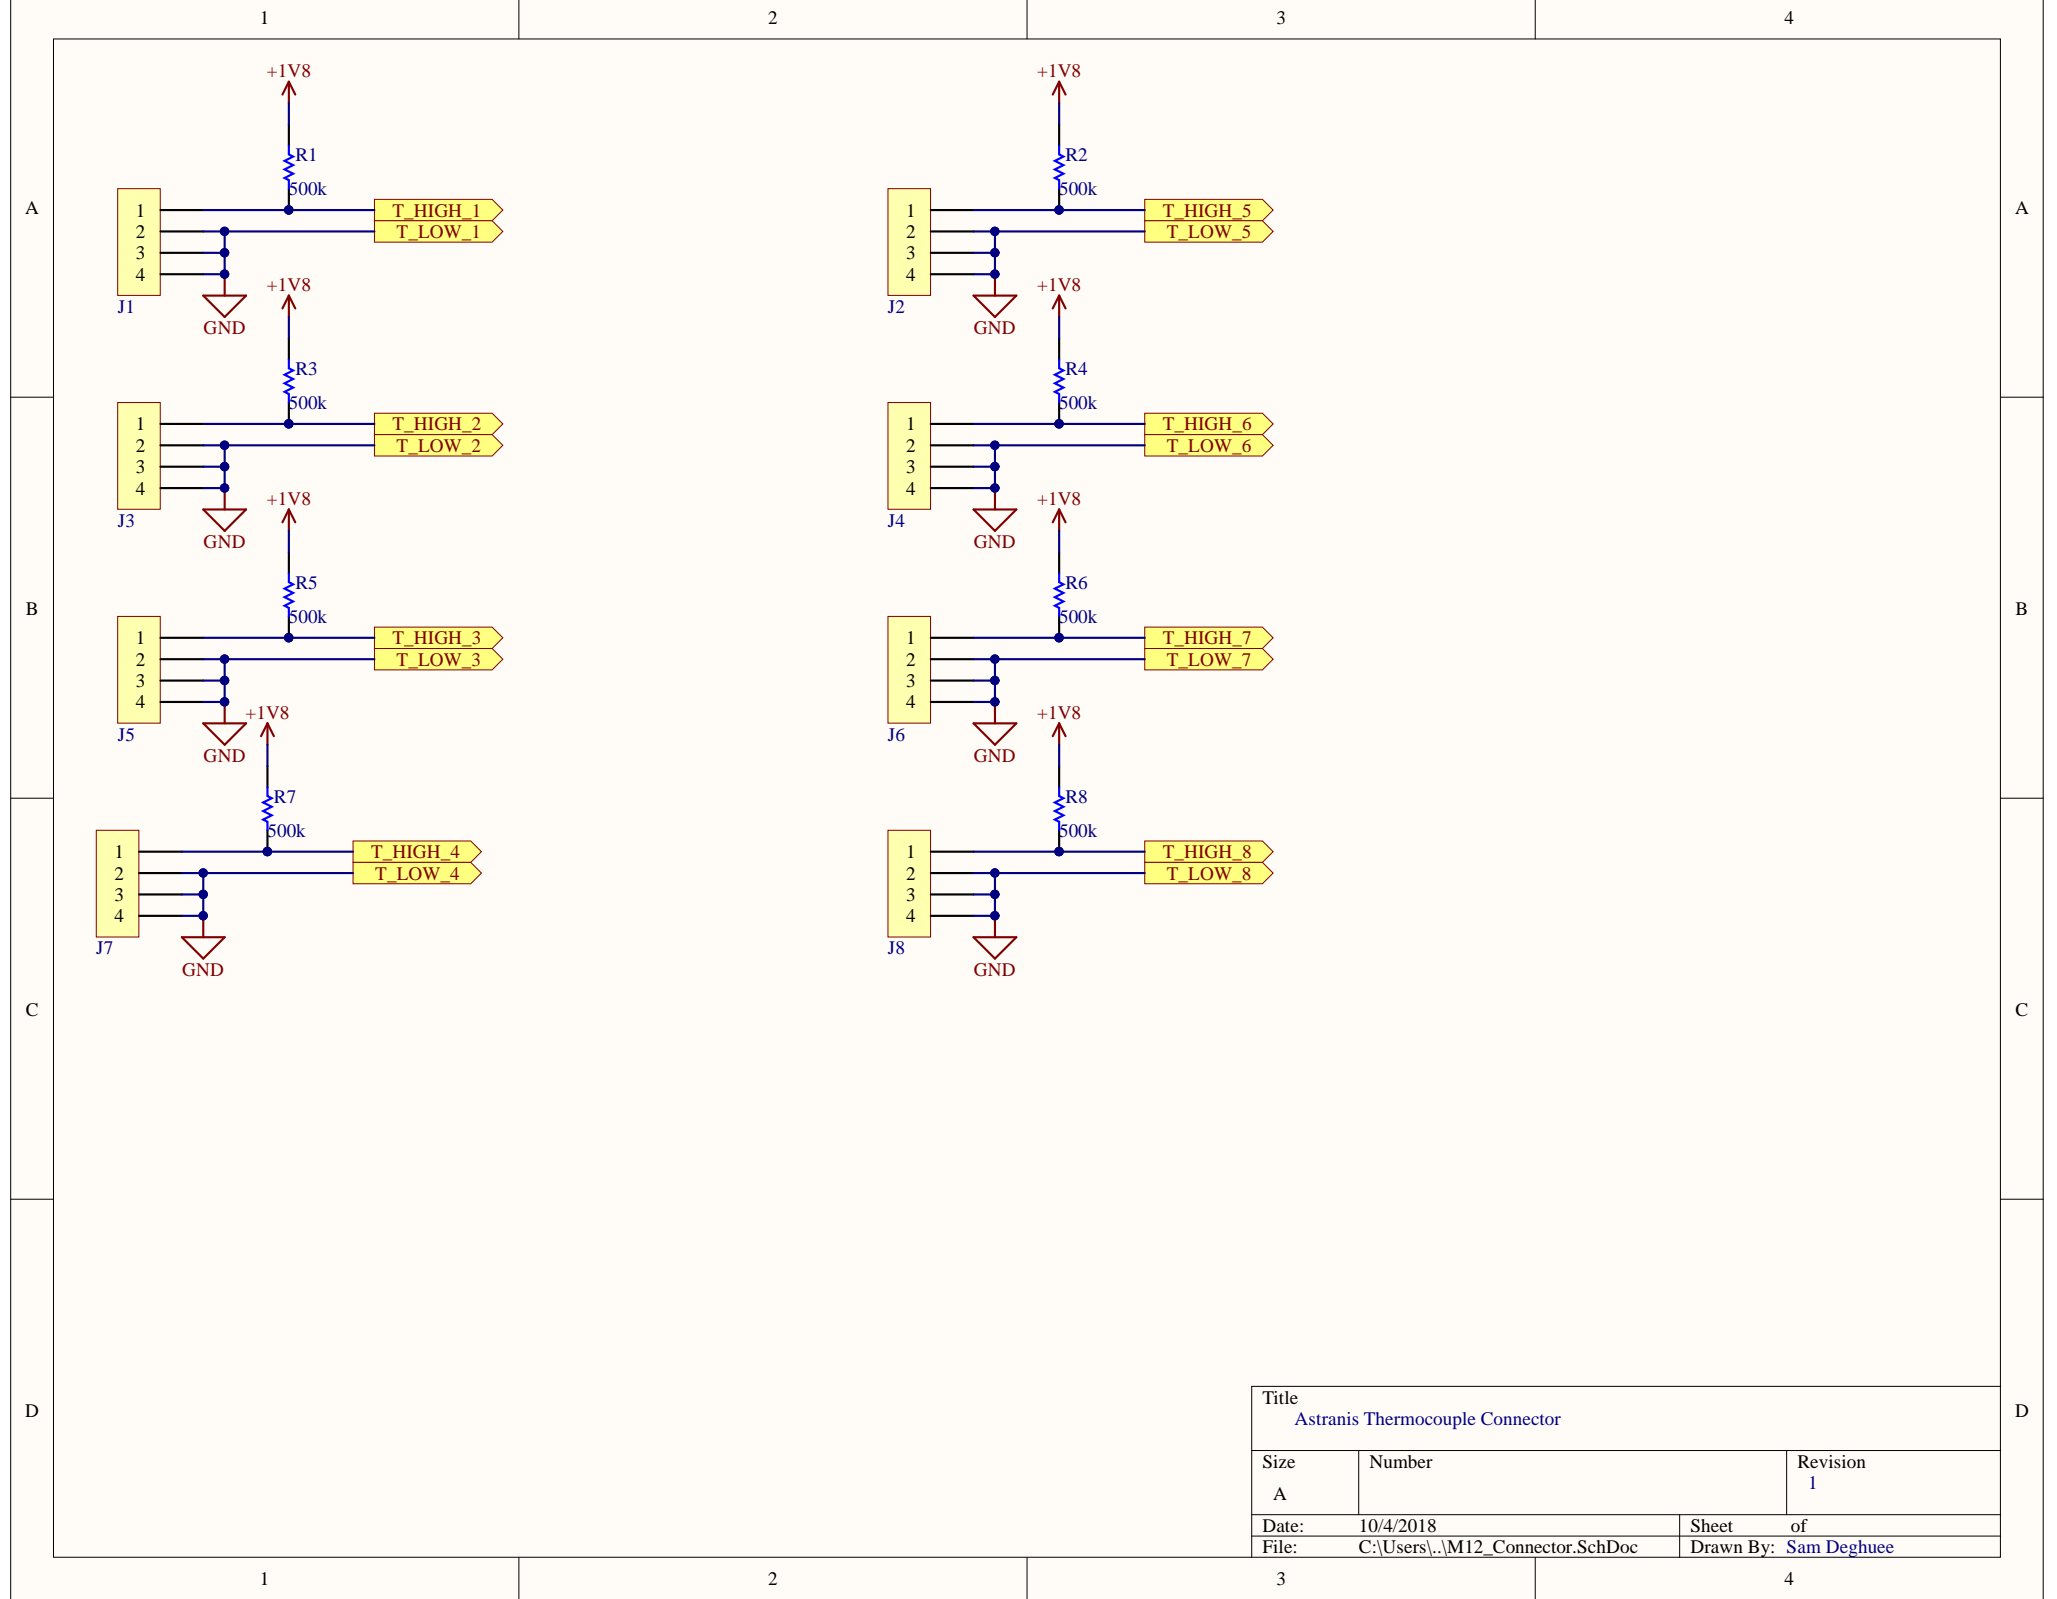 1 2 3 4
+1V8 +1V8
R1 R2
500k 500k
A A
1 T_HIGH_1 1 T_HIGH_5
2 T_LOW_1 2 T_LOW_5
3 3
4 4
+1V8 +1V8
J1 J2
GND GND
R3 R4
500k 500k
1 T_HIGH_2 1 T_HIGH_6
2 T_LOW_2 2 T_LOW_6
3 3
4 4
+1V8 +1V8
J3 J4
GND GND
R5 R6
B B
500k 500k
1 T_HIGH_3 1 T_HIGH_7
2 T_LOW_3 2 T_LOW_7
3 3
4 4
+1V8 +1V8
J5 J6
GND GND
R7 R8
500k 500k
1 T_HIGH_4 1 T_HIGH_8
2 T_LOW_4 2 T_LOW_8
3 3
4 4
J7 J8
GND GND
C C
D D
Title
Astranis Thermocouple Connector
Size Number Revision
A 1
Date: 10/4/2018 Sheet of
File: C:\Users\..\M12_Connector.SchDoc Drawn By: Sam Deghuee
1 2 3 4